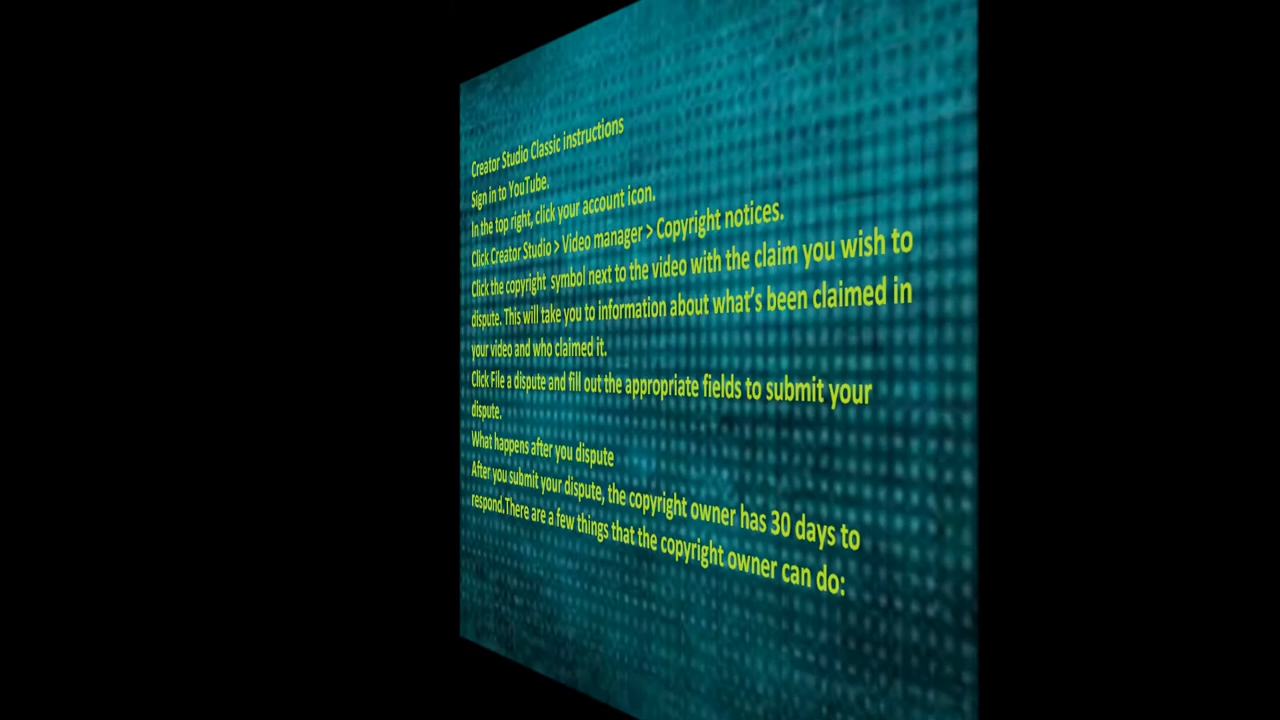 Creator Studio Classic instructions
Sign in to YouTube.
In the top right, click your account icon.
Click Creator Studio > Video manager > Copyright notices.
Click the copyright symbol next to the video with the claim you wish to
dispute. This will take you to information about what's been claimed in
your video and who claimed it.
Click File a dispute and fill out the appropriate fields to submit your
dispute.
What happens after you dispute
After you submit your dispute, the copyright owner has 30 days to
respond.There are a few things that the copyright owner can do: